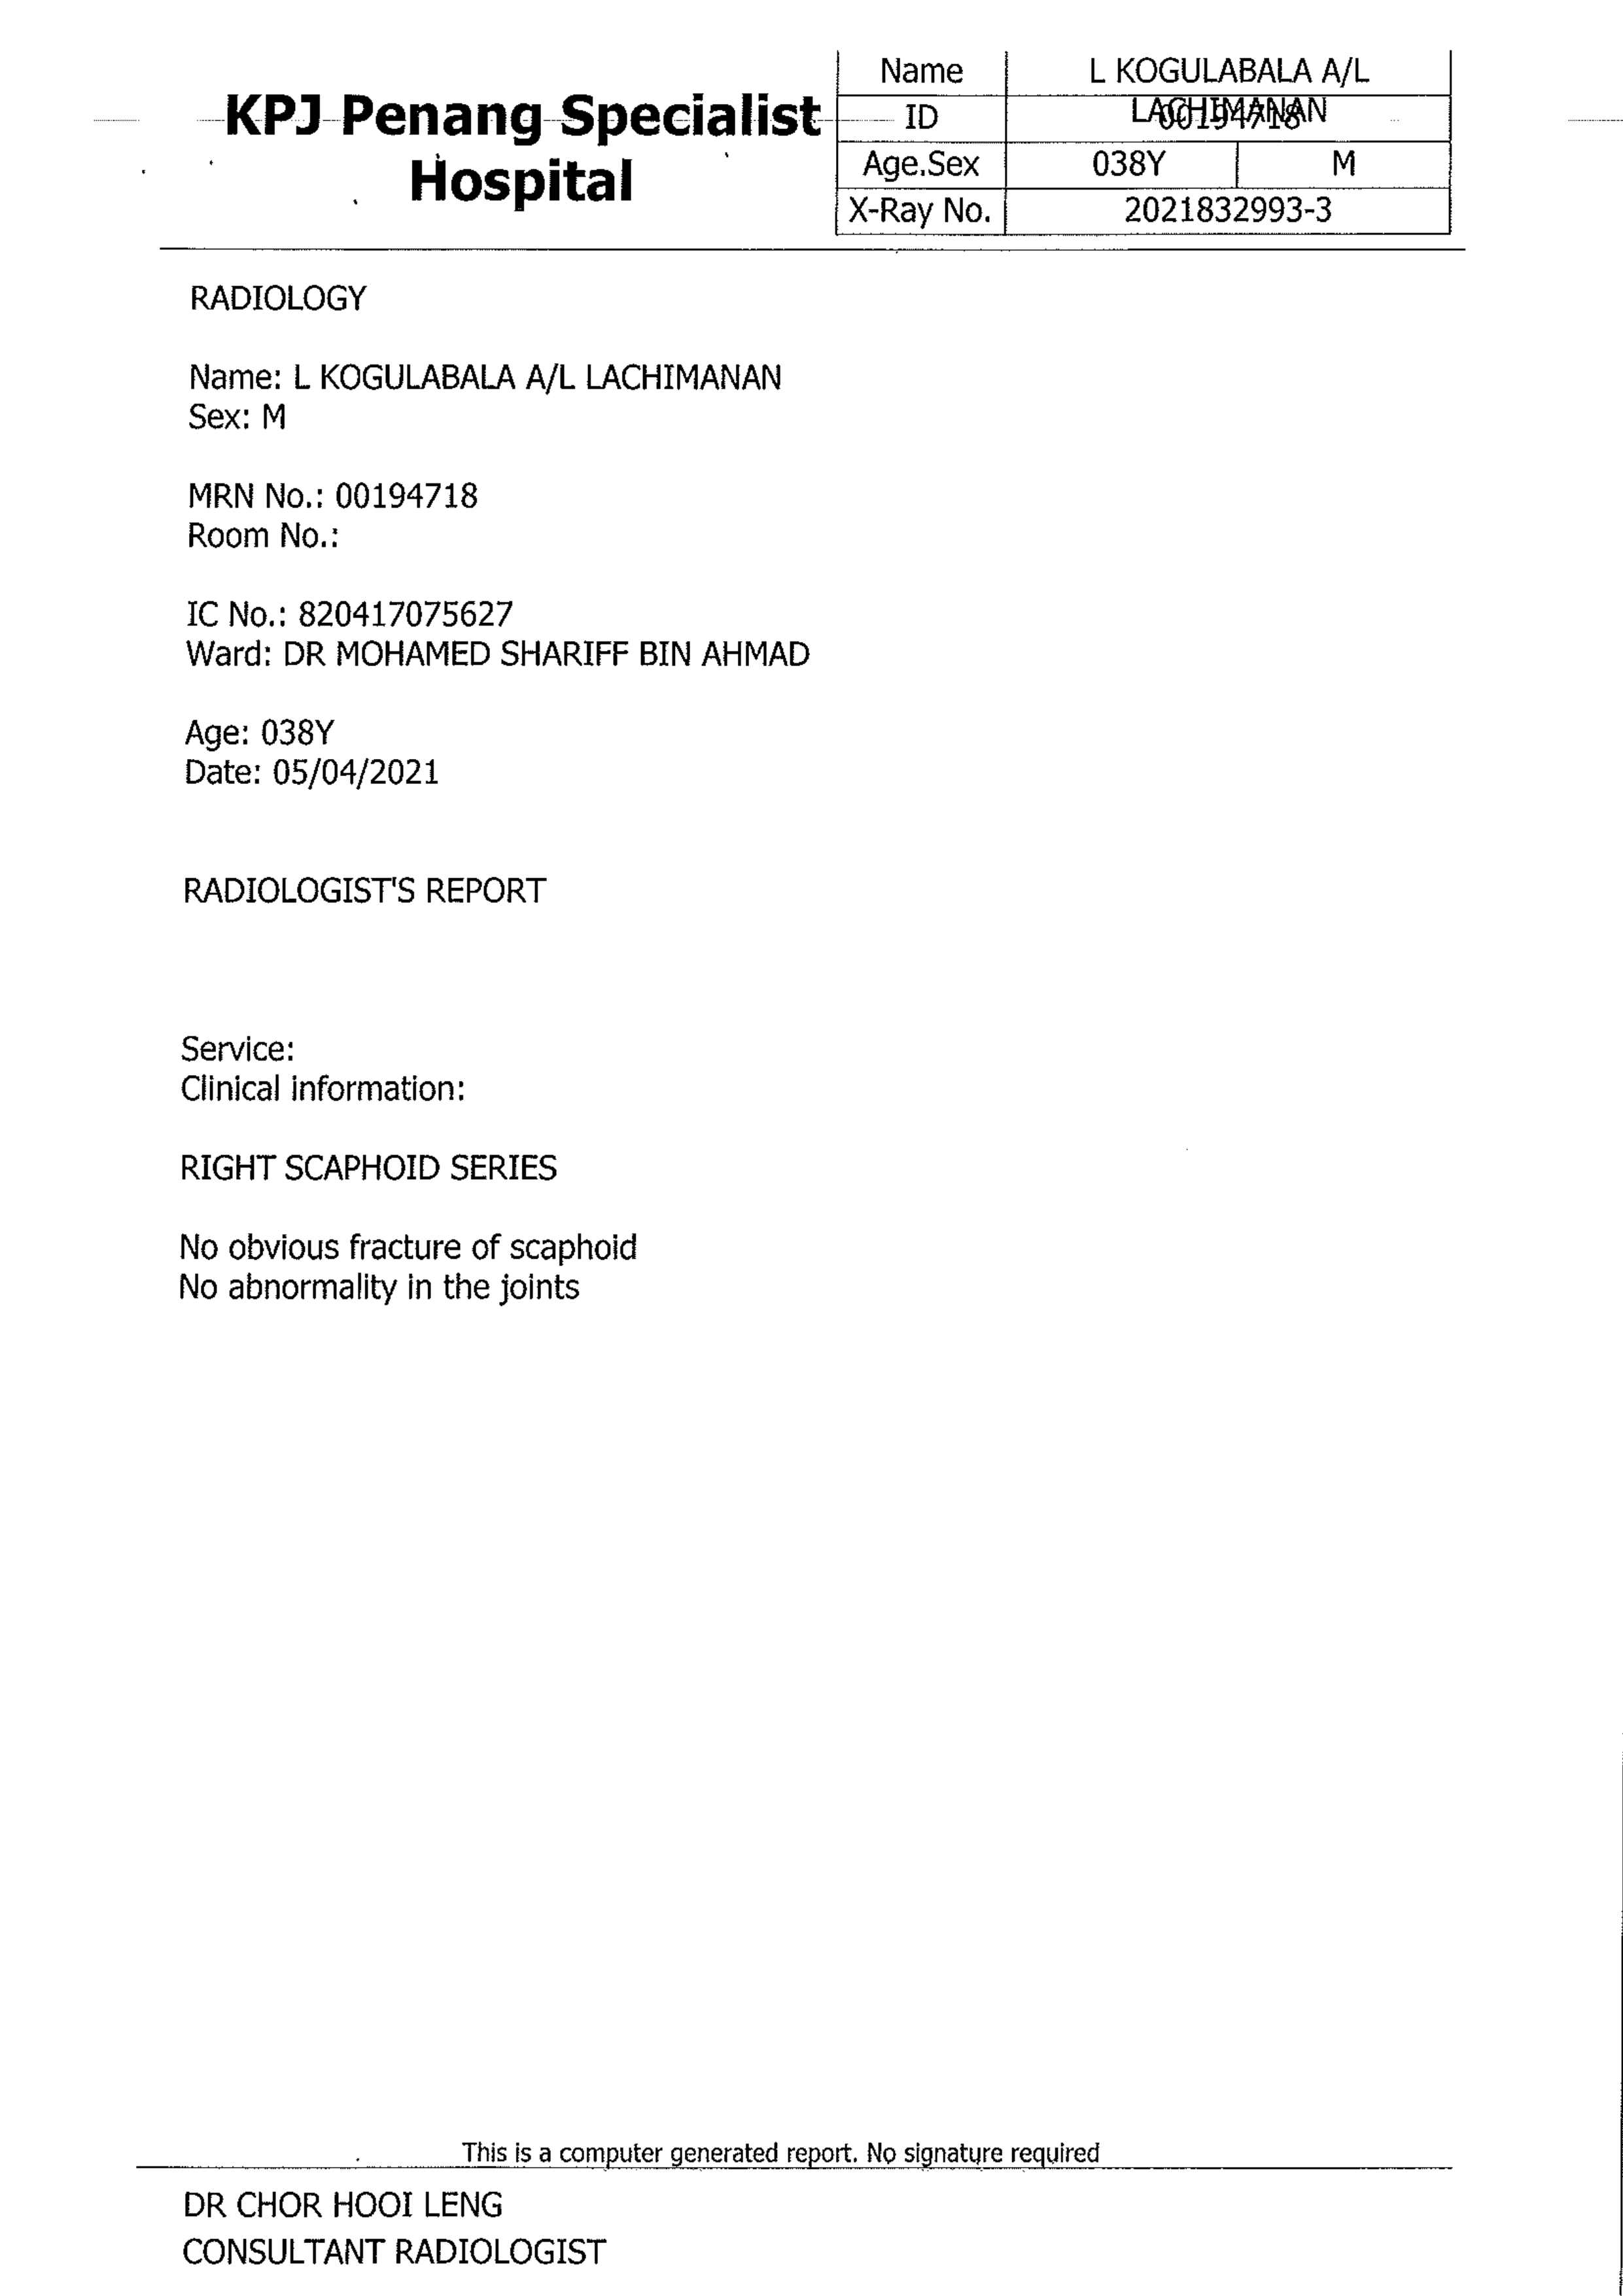 KPJ Penang Specialist
Hospital
Name L KOGULABALA A/L
LACHIMANAN
ID 00194718
Age.Sex 038Y M
X-Ray No. 2021832993-3
RADIOLOGY
Name: L KOGULABALA A/L LACHIMANAN
Sex: M
MRN No.: 00194718
Room No.:
IC No.: 820417075627
Ward: DR MOHAMED SHARIFF BIN AHMAD
Age: 038Y
Date: 05/04/2021
RADIOLOGIST'S REPORT
Service:
Clinical information:
RIGHT SCAPHOID SERIES
No obvious fracture of scaphoid
No abnormality in the joints
This is a computer generated report. No signature required
DR CHOR HOOI LENG
CONSULTANT RADIOLOGIST